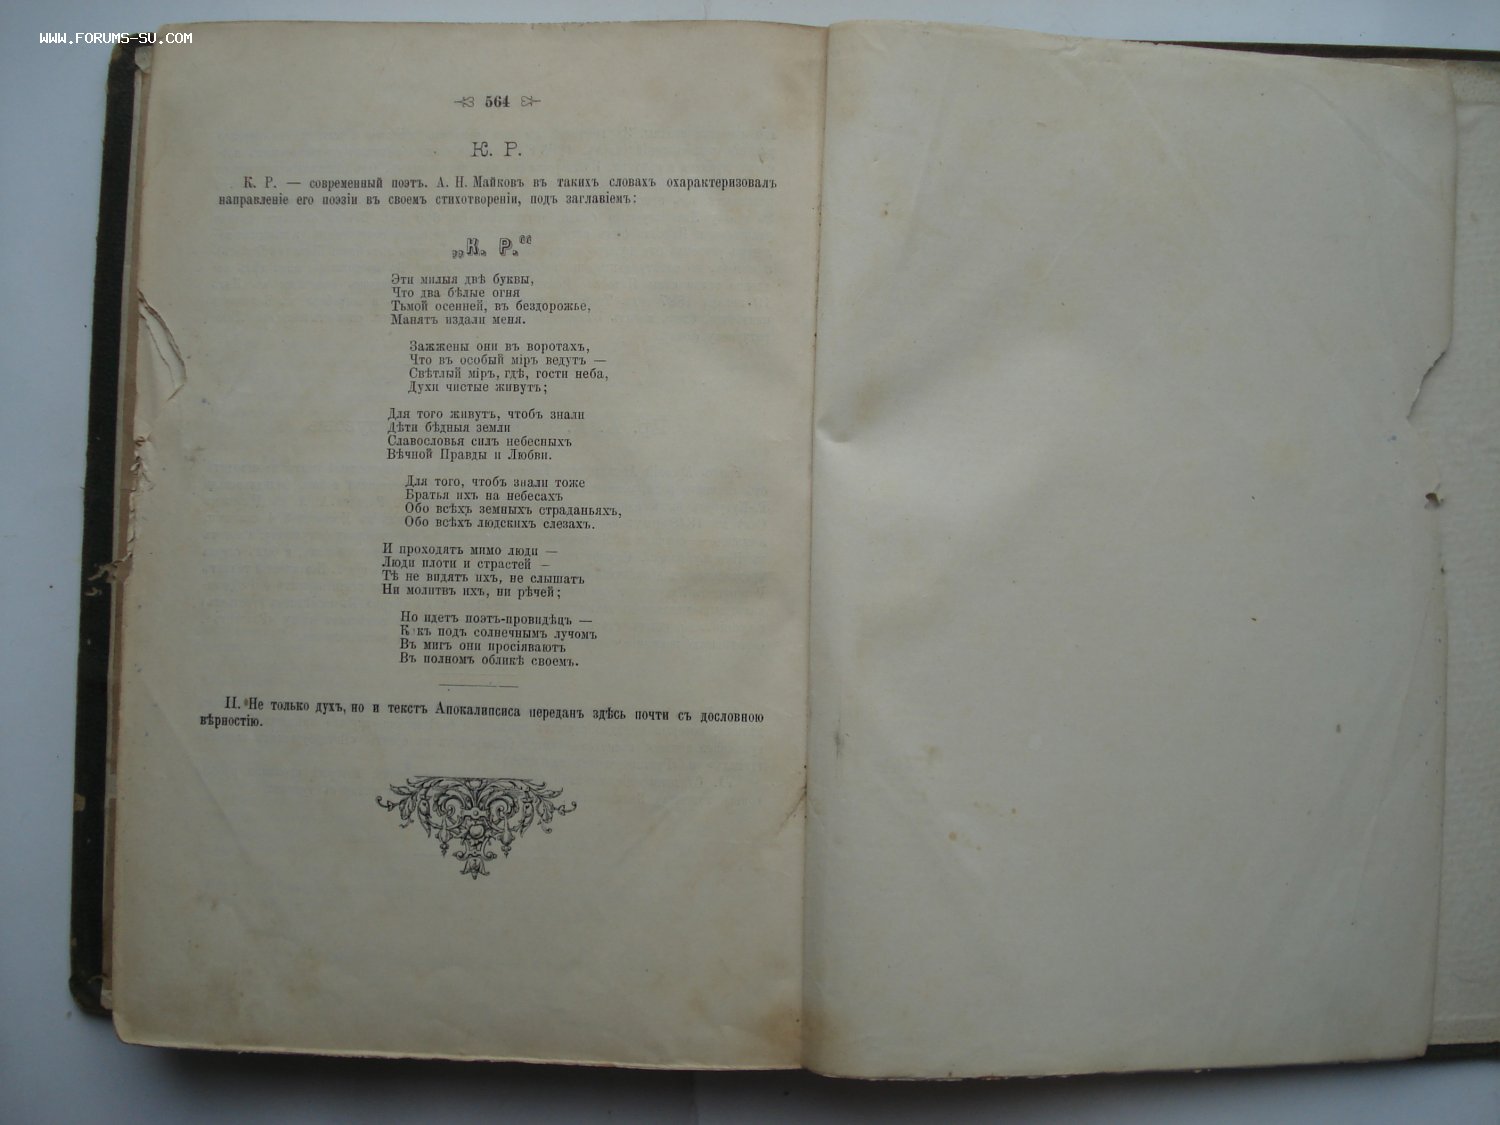 WWW.FORUMS-SU.COM
564
К. Р.
К. Р. — современный поэтъ. А. Н. Майковъ въ такихъ словахъ охарактеризовалъ
направленіе его поэзіи въ своемъ стихотвореніи, подъ заглавіемъ:
„К. Р.“
Эти милыя двѣ буквы,
Что два бѣлые огня
Тьмой осенней, въ бездорожье,
Манятъ издали меня.
Зажжены они въ воротахъ,
Что въ особый міръ ведутъ —
Свѣтлый міръ, гдѣ, гости неба,
Духи чистые живутъ;
Для того живутъ, чтобъ знали
Дѣти бѣдныя земли
Славословья силъ небесныхъ
Вѣчной Правды и Любви.
Для того, чтобъ знали тоже
Братья ихъ на небесахъ
Обо всѣхъ земныхъ страданьяхъ,
Обо всѣхъ людскихъ слезахъ.
И проходятъ мимо люди —
Люди плоти и страстей —
Тѣ не видятъ ихъ, не слышатъ
Ни молитвъ ихъ, ни рѣчей;
Но идетъ поэтъ-провидѣцъ —
К къ подъ солнечнымъ лучомъ
Въ мигъ они просіяваютъ
Въ полномъ обликѣ своемъ.
II. Не только духъ, но и текстъ Апокалипсиса переданъ здѣсь почти съ дословною
вѣрностію.